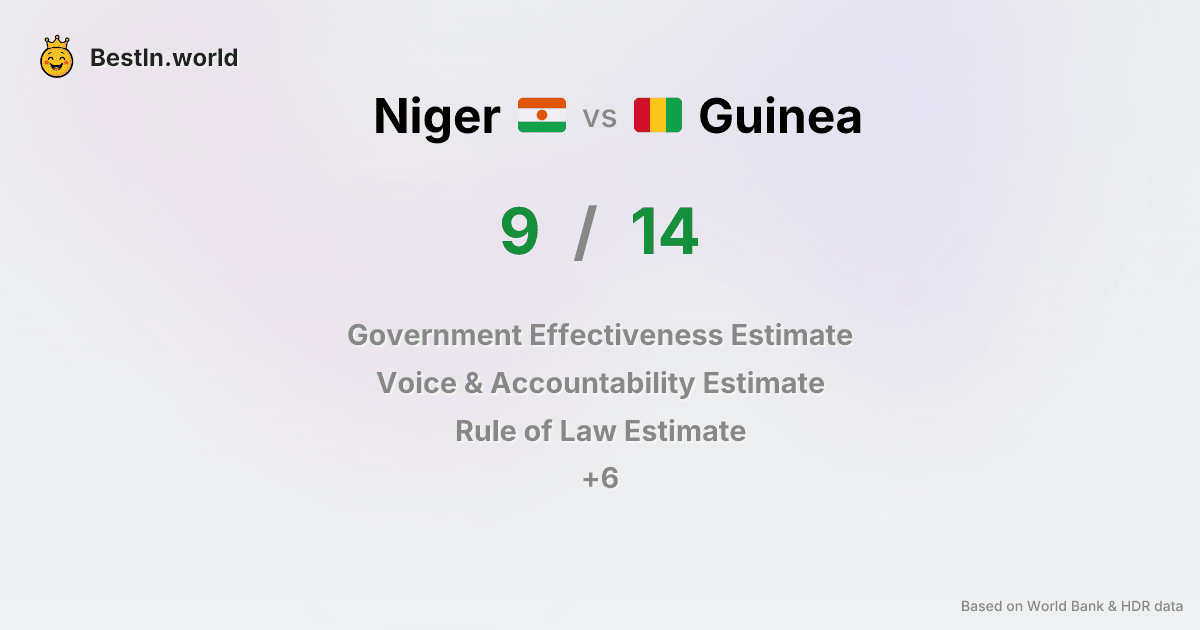 BestIn.world
Niger vs Guinea
9 / 14
Government Effectiveness Estimate
Voice & Accountability Estimate
Rule of Law Estimate
+6
Based on World Bank & HDR data